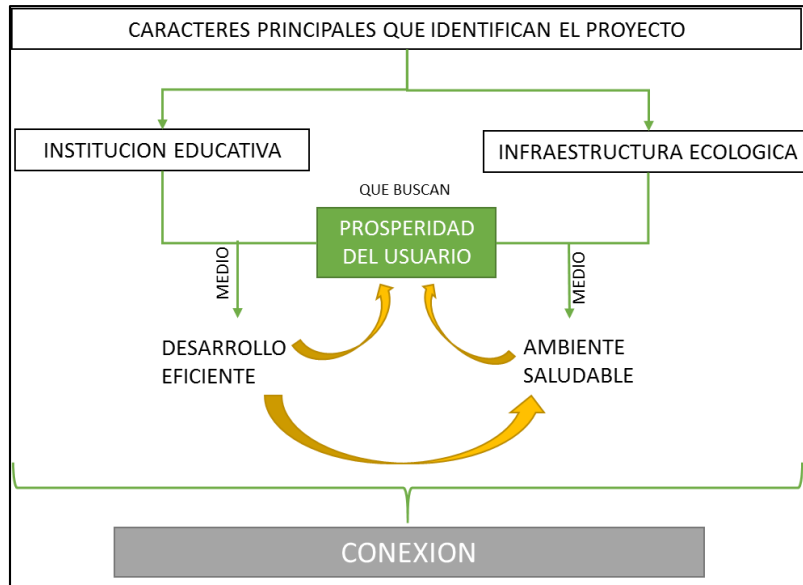 CARACTERES PRINCIPALES QUE IDENTIFICAN EL PROYECTO
INSTITUCION EDUCATIVA
INFRAESTRUCTURA ECOLOGICA
QUE BUSCAN
PROSPERIDAD
DEL USUARIO
MEDIO
MEDIO
DESARROLLO
EFICIENTE
AMBIENTE
SALUDABLE
CONEXION